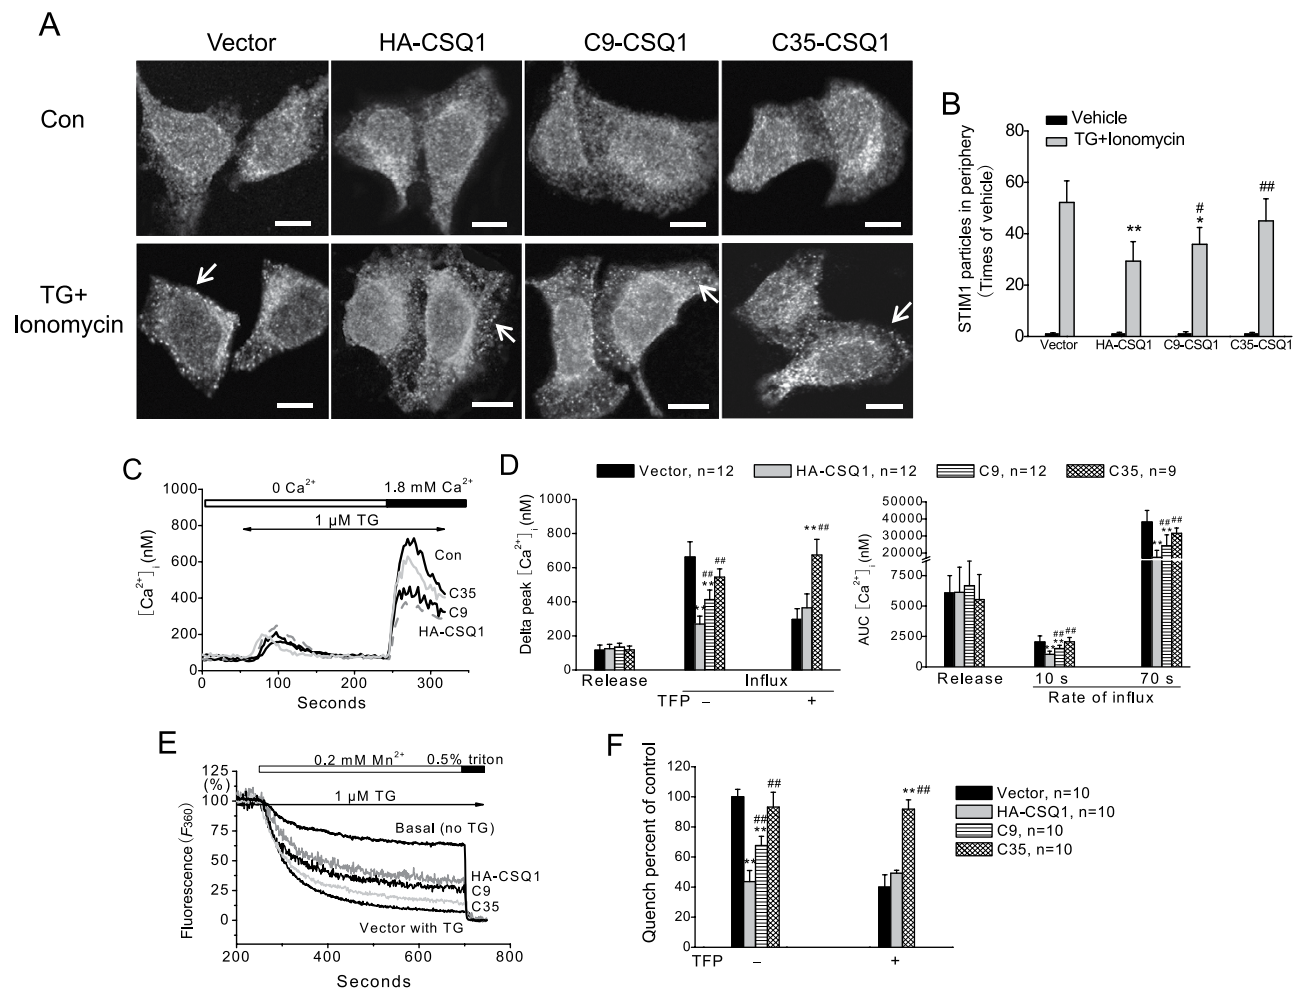 A
Vector HA-CSQ1 C9-CSQ1 C35-CSQ1
Con
TG+
Ionomycin
B
Vehicle
TG+Ionomycin
STIM1 particles in periphery
(Times of vehicle)
80
60
40
20
0
##
#
*
**
Vector HA-CSQ1 C9-CSQ1 C35-CSQ1
C
0 Ca²⁺ 1.8 mM Ca²⁺
1 µM TG
[Ca²⁺]i (nM)
1000
800
600
400
200
0
Con
C35
C9
HA-CSQ1
0 100 200 300
Seconds
D
Vector, n=12 HA-CSQ1, n=12 C9, n=12 C35, n=9
Delta peak [Ca²⁺]i (nM)
1000
800
600
400
200
0
** ## ** ## **##
Release Influx
TFP – +
AUC [Ca²⁺]i (nM)
50000
40000
30000
20000
7500
5000
2500
0
** ## ** ##
** ## ** ##
Release 10 s 70 s
Rate of influx
E
0.2 mM Mn²⁺ 0.5% triton
1 µM TG
Fluorescence (F360)
125
(%)
100
75
50
25
0
Basal (no TG)
HA-CSQ1
C9
C35
Vector with TG
200 400 600 800
Seconds
F
Quench percent of control
120
100
80
60
40
20
0
** ## ** ## **##
TFP – +
Vector, n=10
HA-CSQ1, n=10
C9, n=10
C35, n=10